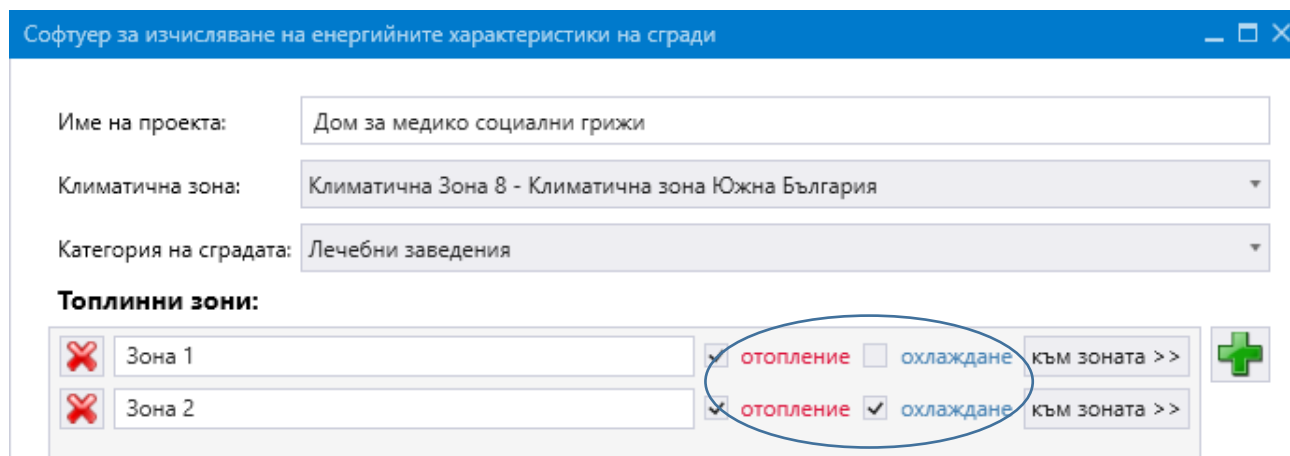 Софтуер за изчисляване на енергийните характеристики на сгради
Име на проекта: Дом за медико социални грижи
Климатична зона: Климатична Зона 8 - Климатична зона Южна България
Категория на сградата: Лечебни заведения
Топлинни зони:
Зона 1 отопление охлаждане към зоната >>
Зона 2 отопление охлаждане към зоната >>